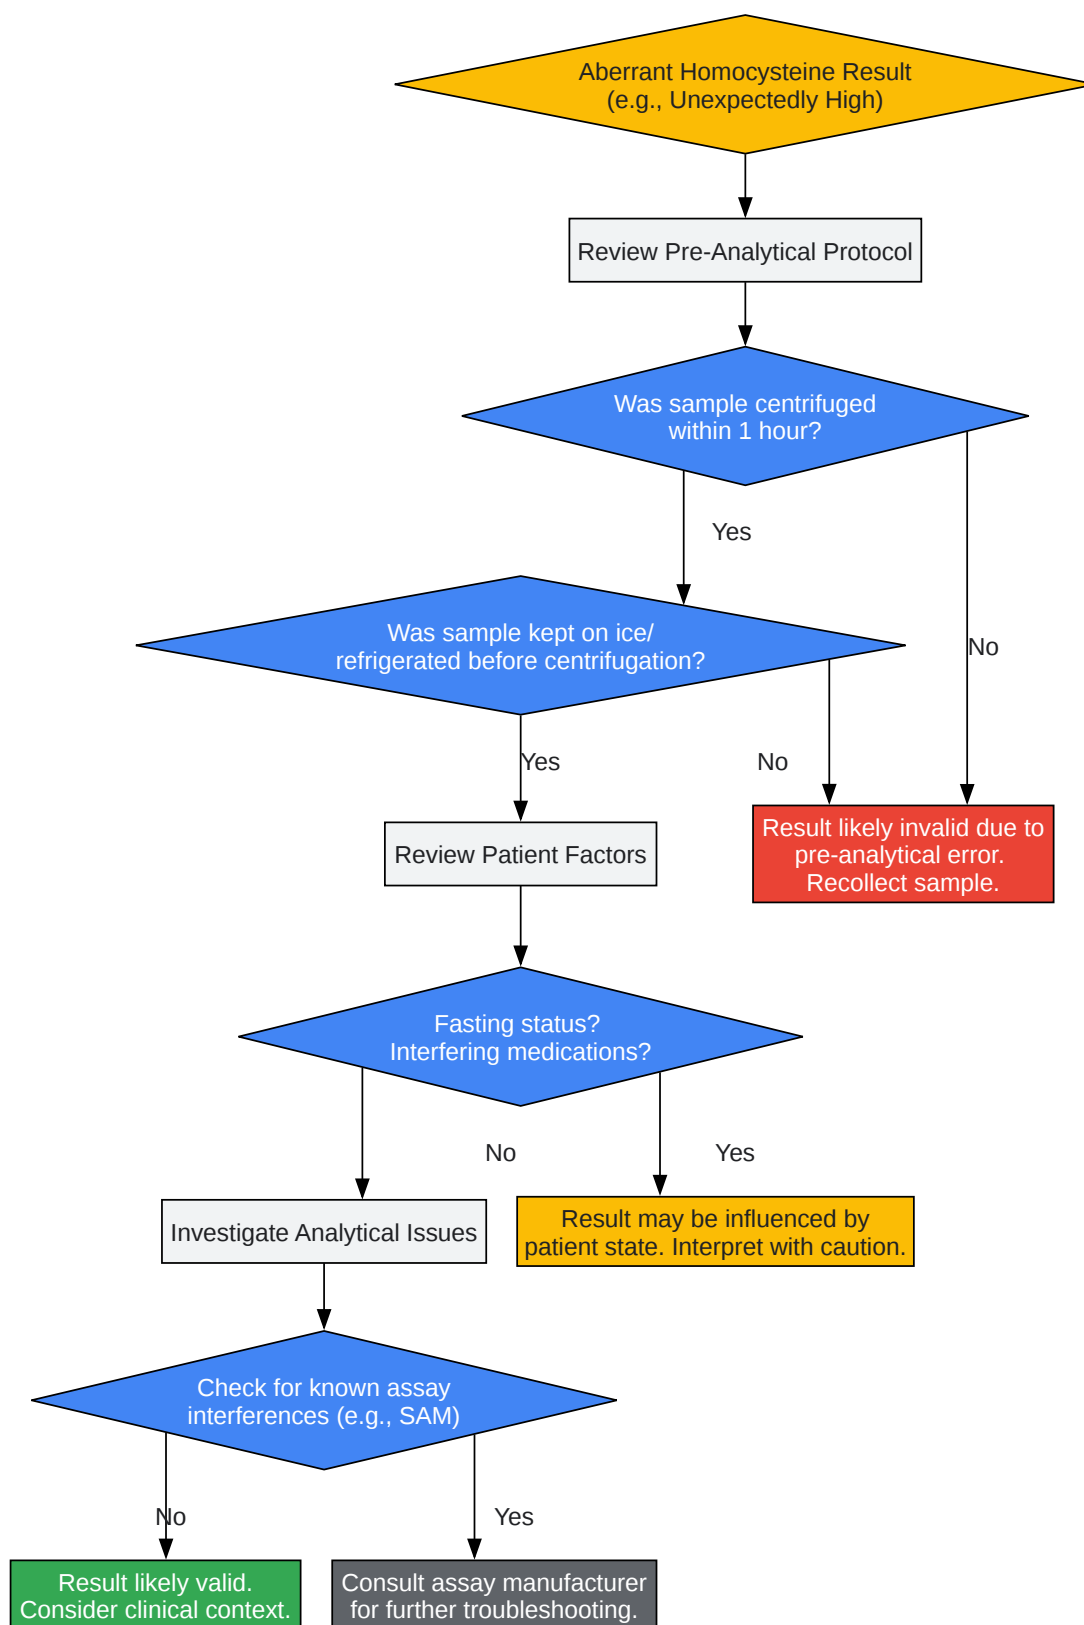 Aberrant Homocysteine Result
(e.g., Unexpectedly High)
Review Pre-Analytical Protocol
Was sample centrifuged
within 1 hour?
Yes
Was sample kept on ice/
refrigerated before centrifugation?
No
Yes
No
Result likely invalid due to
pre-analytical error.
Recollect sample.
Review Patient Factors
Fasting status?
Interfering medications?
No
Yes
Investigate Analytical Issues
Result may be influenced by
patient state. Interpret with caution.
Check for known assay
interferences (e.g., SAM)
No
Yes
Result likely valid.
Consider clinical context.
Consult assay manufacturer
for further troubleshooting.